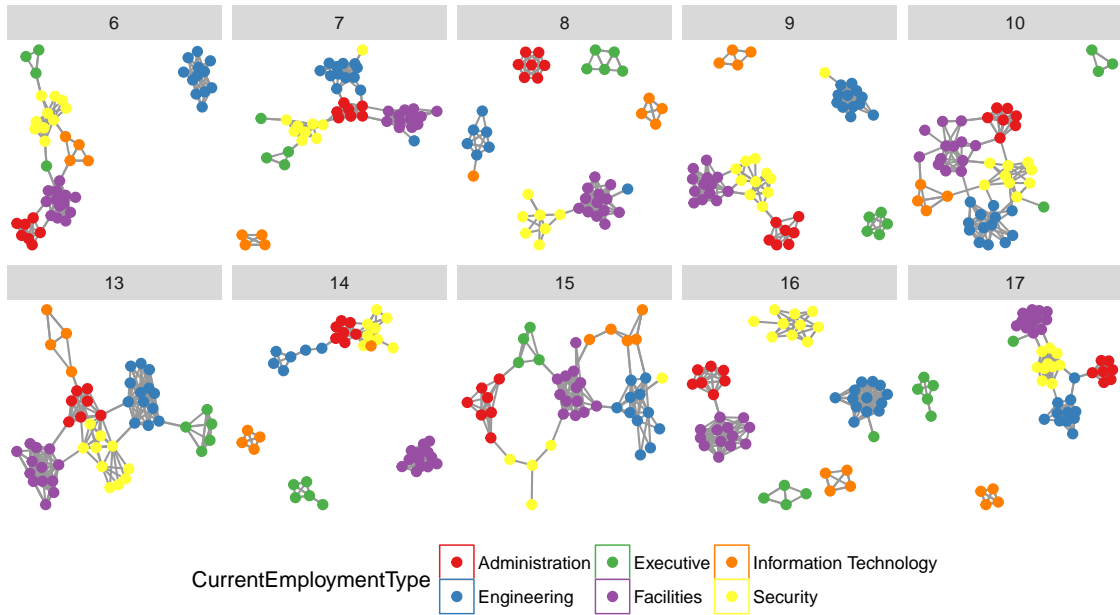 6 7 8 9 10
13 14 15 16 17
CurrentEmploymentType
Administration Executive Information Technology
Engineering Facilities Security